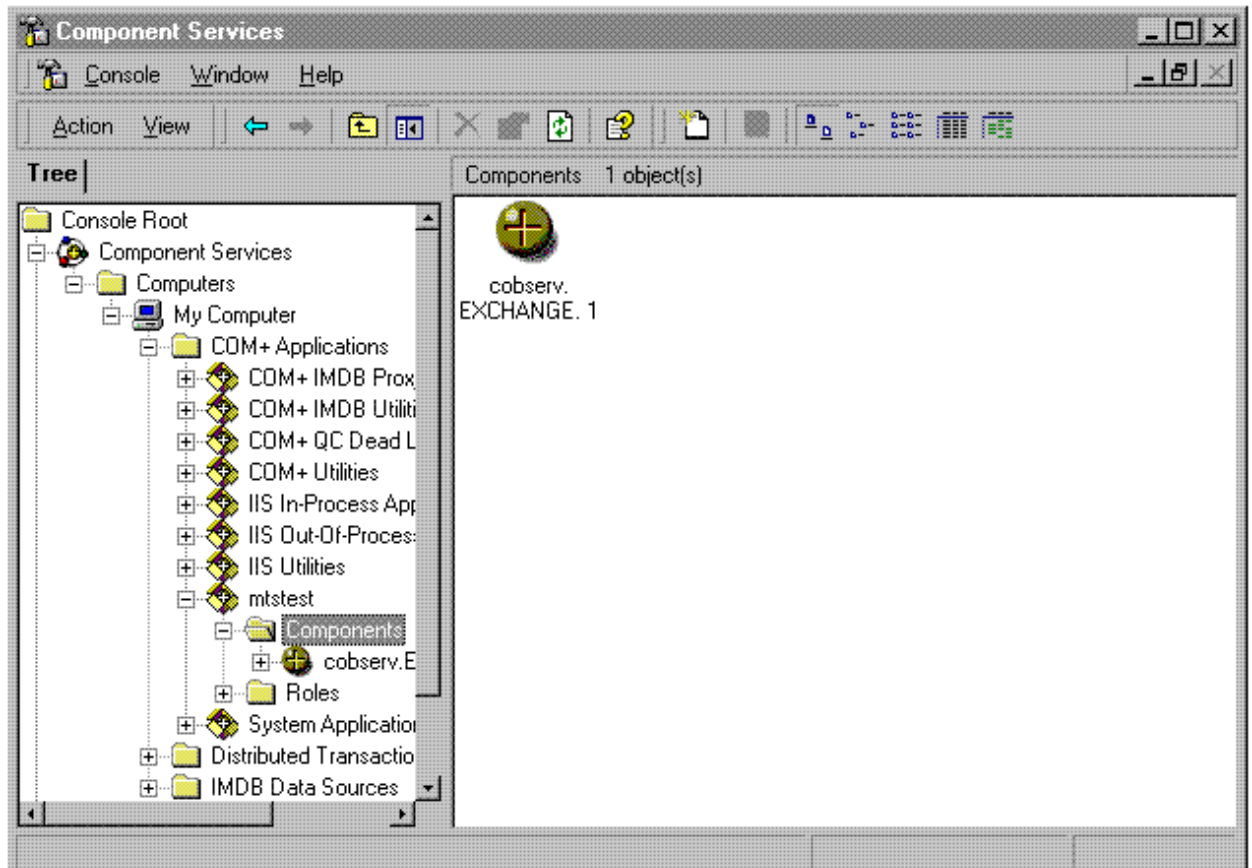 Component Services
Console Window Help
Action View
Tree
Components 1 object(s)
Console Root
Component Services
Computers
My Computer
COM+ Applications
COM+ IMDB Prox
COM+ IMDB Utiliti
COM+ QC Dead L
COM+ Utilities
IIS In-Process App
IIS Out-Of-Proces
IIS Utilities
mtstest
Components
cobserv.E
Roles
System Application
Distributed Transactio
IMDB Data Sources
cobserv.
EXCHANGE. 1